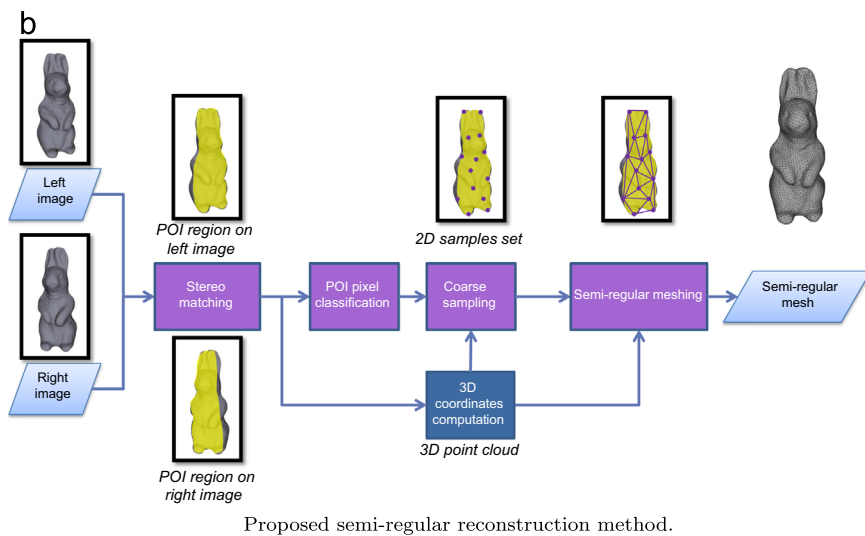 b
Left
image
POI region on
left image
2D samples set
Stereo
matching
POI pixel
classification
Coarse
sampling
Semi-regular meshing
Semi-regular
mesh
Right
image
3D
coordinates
computation
3D point cloud
POI region on
right image
Proposed semi-regular reconstruction method.